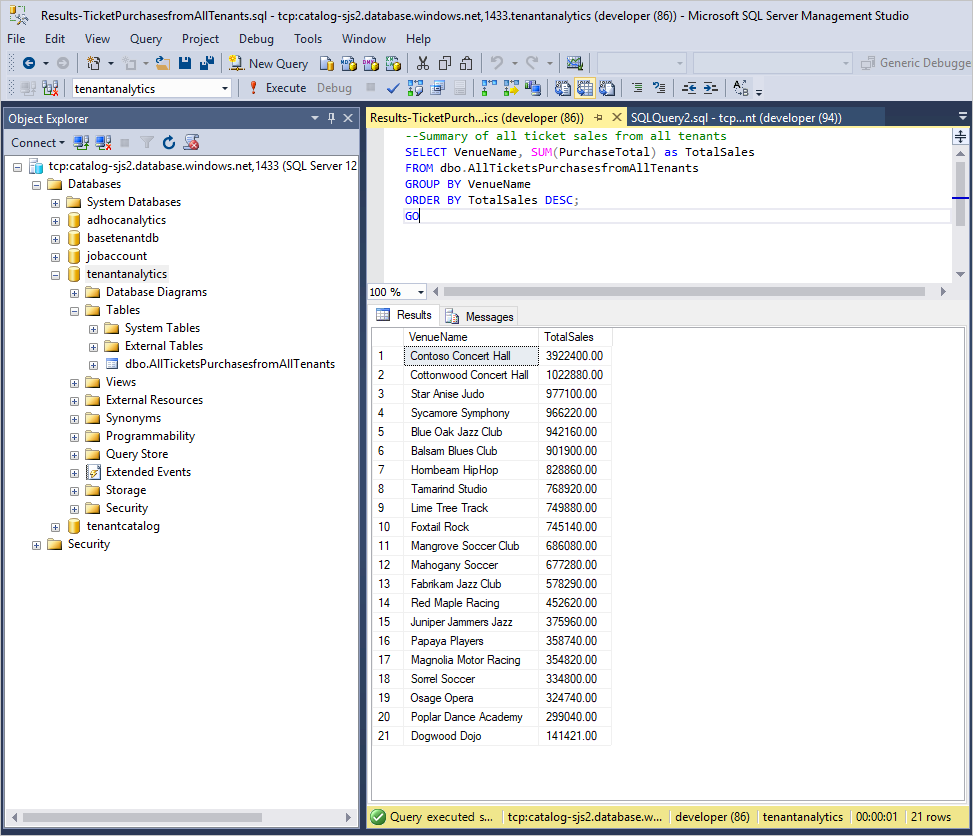 Results-TicketPurchasesfromAllTenants.sql - tcp:catalog-sjs2.database.windows.net,1433.tenantanalytics (developer (86)) - Microsoft SQL Server Management Studio
File Edit View Query Project Debug Tools Window Help
New Query Generic Debugge
tenantanalytics Execute Debug
Object Explorer
Connect
tcp:catalog-sjs2.database.windows.net,1433 (SQL Server 12
Databases
System Databases
adhocanalytics
basetenantdb
jobaccount
tenantanalytics
Database Diagrams
Tables
System Tables
External Tables
dbo.AllTicketsPurchasesfromAllTenants
Views
External Resources
Synonyms
Programmability
Query Store
Extended Events
Storage
Security
tenantcatalog
Security
Results-TicketPurch...ics (developer (86)) SQLQuery2.sql - tcp...nt (developer (94))
--Summary of all ticket sales from all tenants
SELECT VenueName, SUM(PurchaseTotal) as TotalSales
FROM dbo.AllTicketsPurchasesfromAllTenants
GROUP BY VenueName
ORDER BY TotalSales DESC;
GO
100 %
Results Messages
VenueName TotalSales
1 Contoso Concert Hall 3922400.00
2 Cottonwood Concert Hall 1022880.00
3 Star Anise Judo 977100.00
4 Sycamore Symphony 966220.00
5 Blue Oak Jazz Club 942160.00
6 Balsam Blues Club 901900.00
7 Hornbeam HipHop 828860.00
8 Tamarind Studio 768920.00
9 Lime Tree Track 749880.00
10 Foxtail Rock 745140.00
11 Mangrove Soccer Club 686080.00
12 Mahogany Soccer 677280.00
13 Fabrikam Jazz Club 578290.00
14 Red Maple Racing 452620.00
15 Juniper Jammers Jazz 375960.00
16 Papaya Players 358740.00
17 Magnolia Motor Racing 354820.00
18 Sorrel Soccer 334800.00
19 Osage Opera 324740.00
20 Poplar Dance Academy 299040.00
21 Dogwood Dojo 141421.00
Query executed s... tcp:catalog-sjs2.database.w... developer (86) tenantanalytics 00:00:01 21 rows